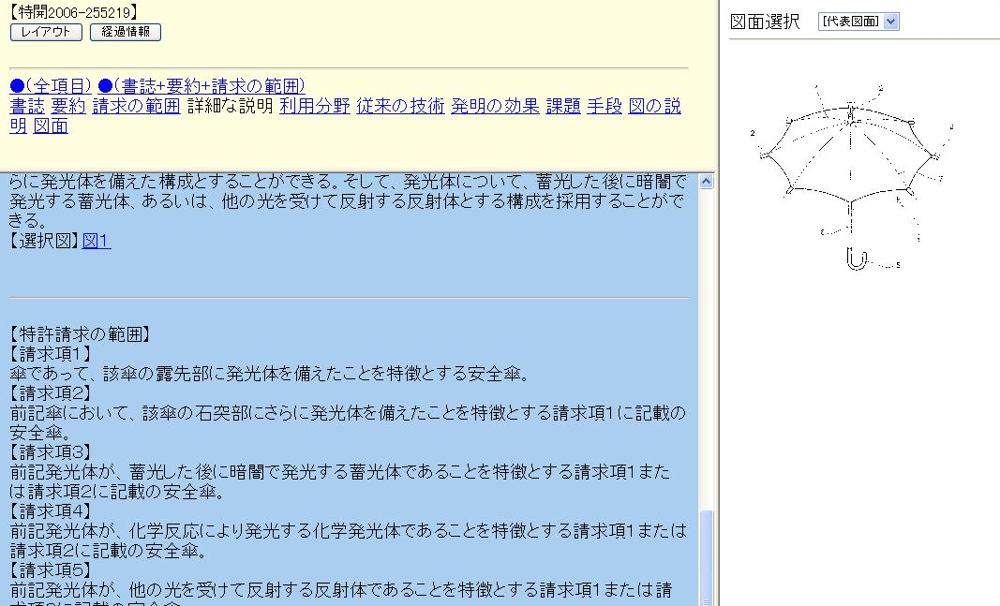 【特開2006-255219】
レイアウト 経過情報
●(全項目) ●(書誌+要約+請求の範囲)
書誌 要約 請求の範囲 詳細な説明 利用分野 従来の技術 発明の効果 課題 手段 図の説
明 図面
らに発光体を備えた構成とすることができる。そして、発光体について、蓄光した後に暗闇で
発光する蓄光体、あるいは、他の光を受けて反射する反射体とする構成を採用することがで
きる。
【選択図】図1
【特許請求の範囲】
【請求項1】
傘であって、該傘の露先部に発光体を備えたことを特徴とする安全傘。
【請求項2】
前記傘において、該傘の石突部にさらに発光体を備えたことを特徴とする請求項1に記載の
安全傘。
【請求項3】
前記発光体が、蓄光した後に暗闇で発光する蓄光体であることを特徴とする請求項1また
は請求項2に記載の安全傘。
【請求項4】
前記発光体が、化学反応により発光する化学発光体であることを特徴とする請求項1または
請求項2に記載の安全傘。
【請求項5】
前記発光体が、他の光を受けて反射する反射体であることを特徴とする請求項1または請
図面選択 [代表図面]
2
2
7
6
5